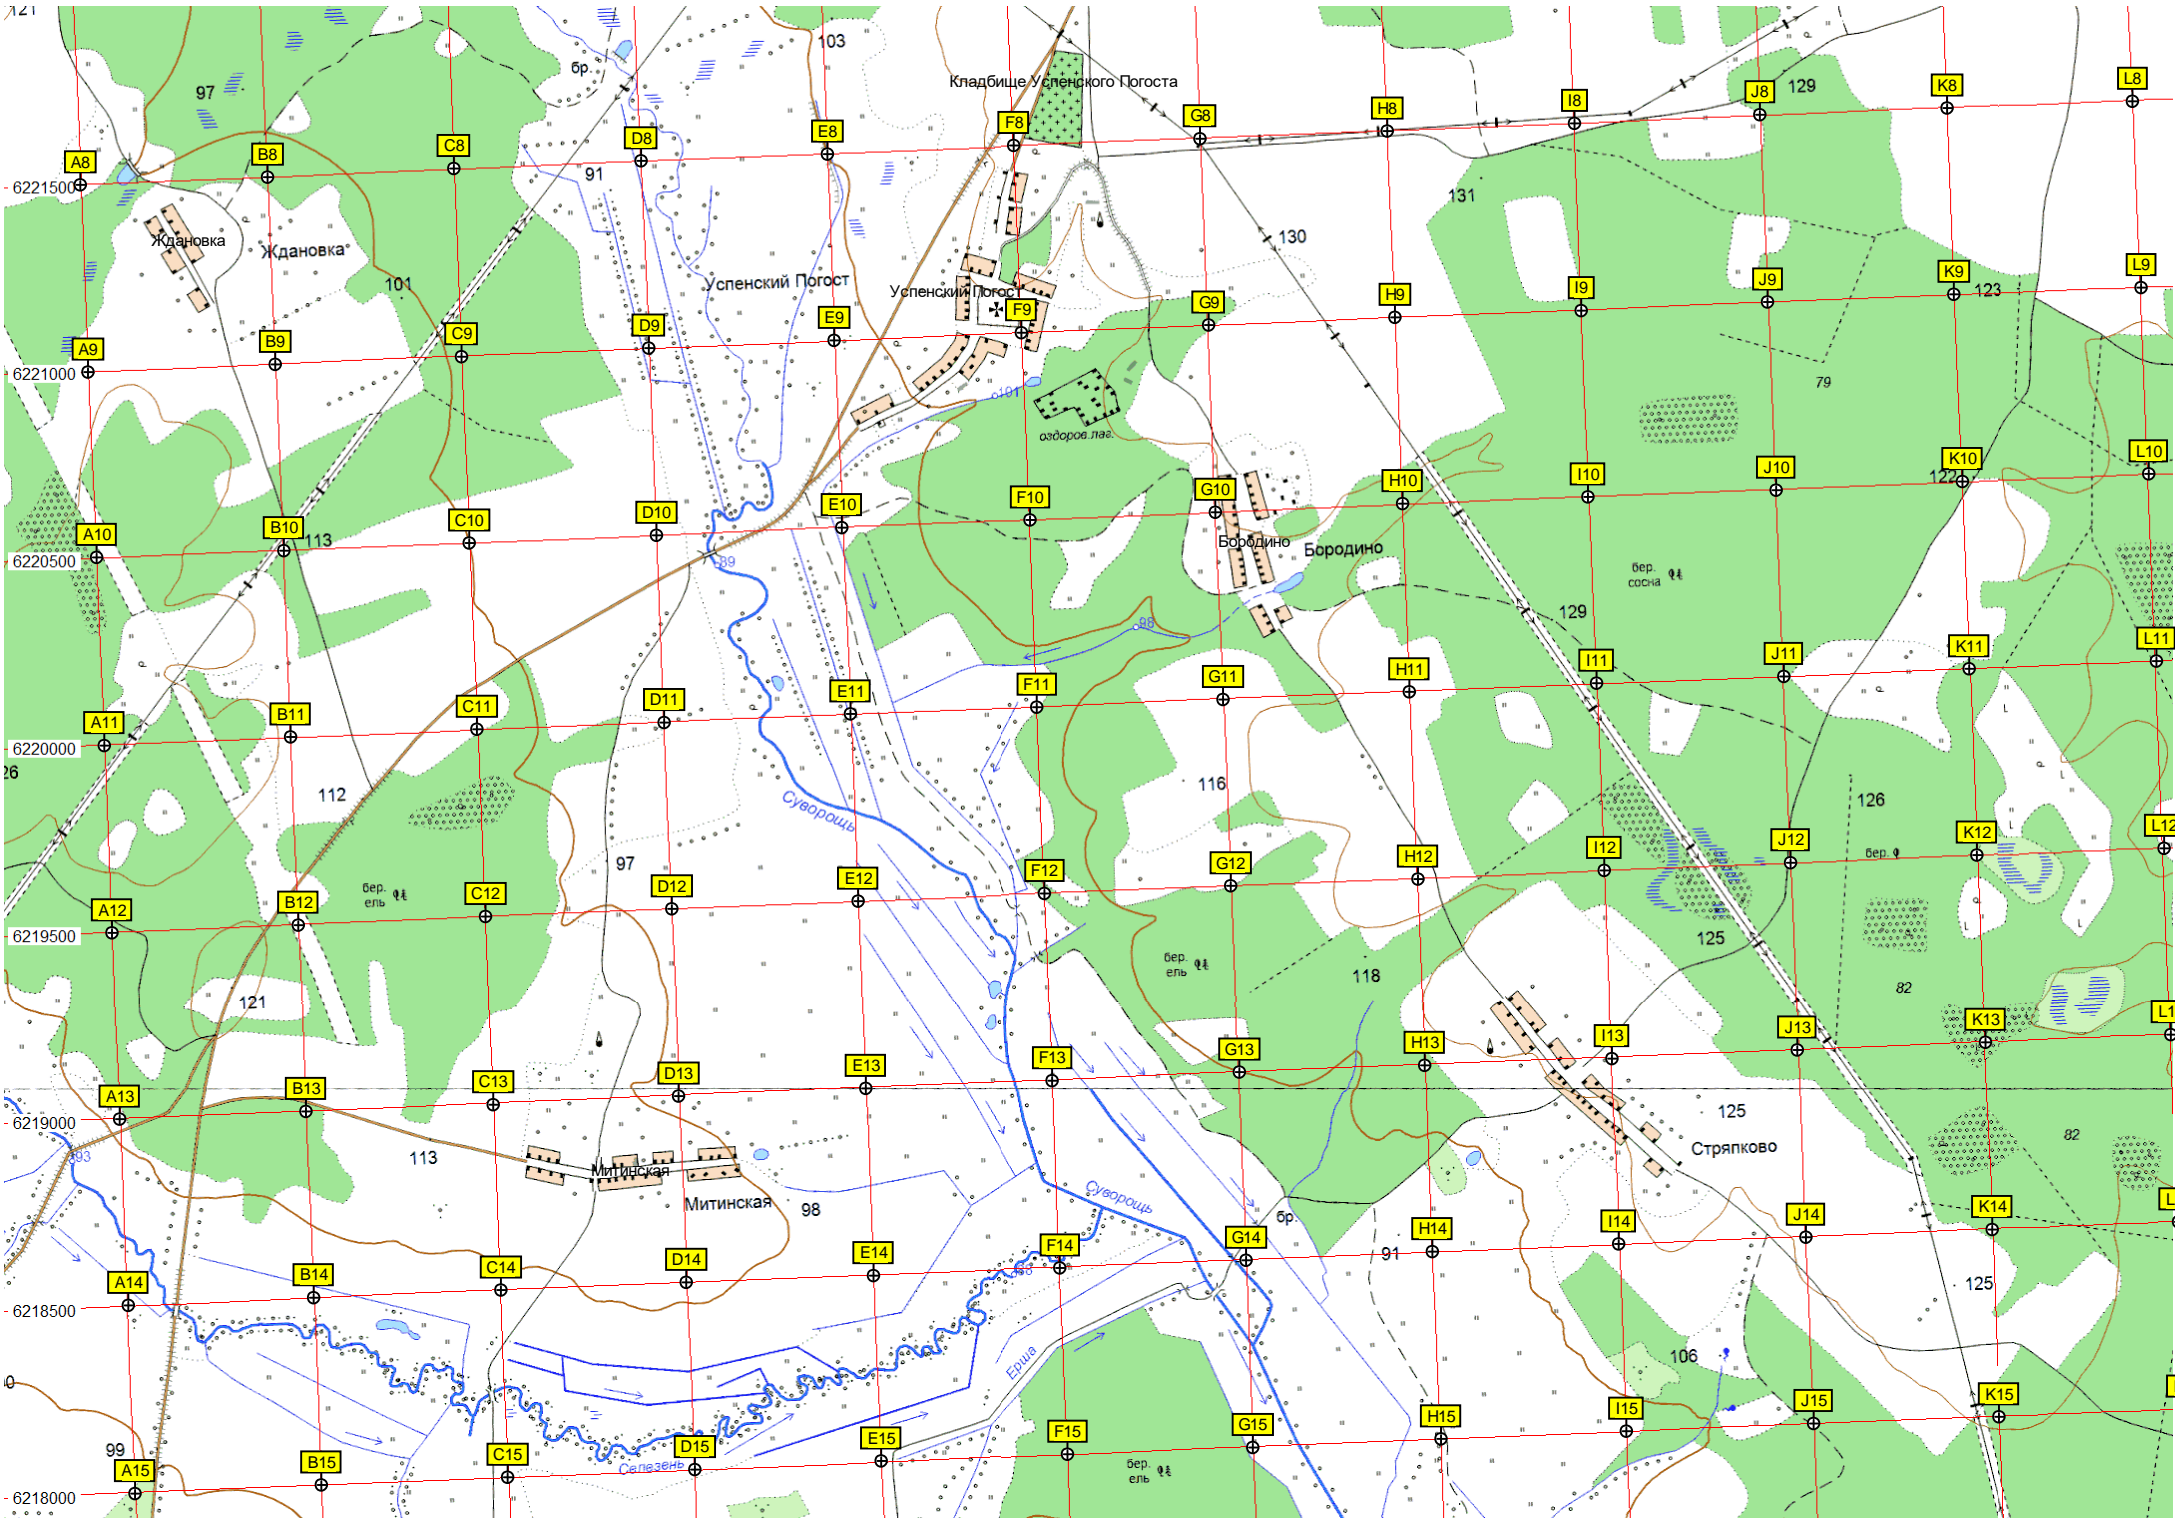 121
103
бр.
97
Кладбище Успенского Погоста
129
A8
B8
C8
D8
E8
F8
G8
H8
I8
J8
K8
L8
6221500
91
131
Ждановка
Ждановка
101
130
Успенский Погост
Успенский Погост
123
A9
B9
C9
D9
E9
F9
G9
H9
I9
J9
K9
L9
6221000
101
79
оздоров.лаг.
A10
B10
C10
D10
E10
F10
G10
H10
I10
J10
K10
L10
122
113
6220500
89
Бородино
Бородино
бер.
сосна
129
98
A11
B11
C11
D11
E11
F11
G11
H11
I11
J11
K11
L11
6220000
26
112
Суворощь
116
126
97
бер.
ель
бер.
A12
B12
C12
D12
E12
F12
G12
H12
I12
J12
K12
L12
6219500
125
бер.
ель
118
82
121
A13
B13
C13
D13
E13
F13
G13
H13
I13
J13
K13
L1
6219000
125
82
93
113
Митинская
Стряпково
Митинская
98
Суворощь
бр.
91
A14
B14
C14
D14
E14
F14
G14
H14
I14
J14
K14
L
6218500
125
Ерша
106
0
99
A15
B15
C15
D15
E15
F15
G15
H15
I15
J15
K15
Селезень
бер.
ель
6218000